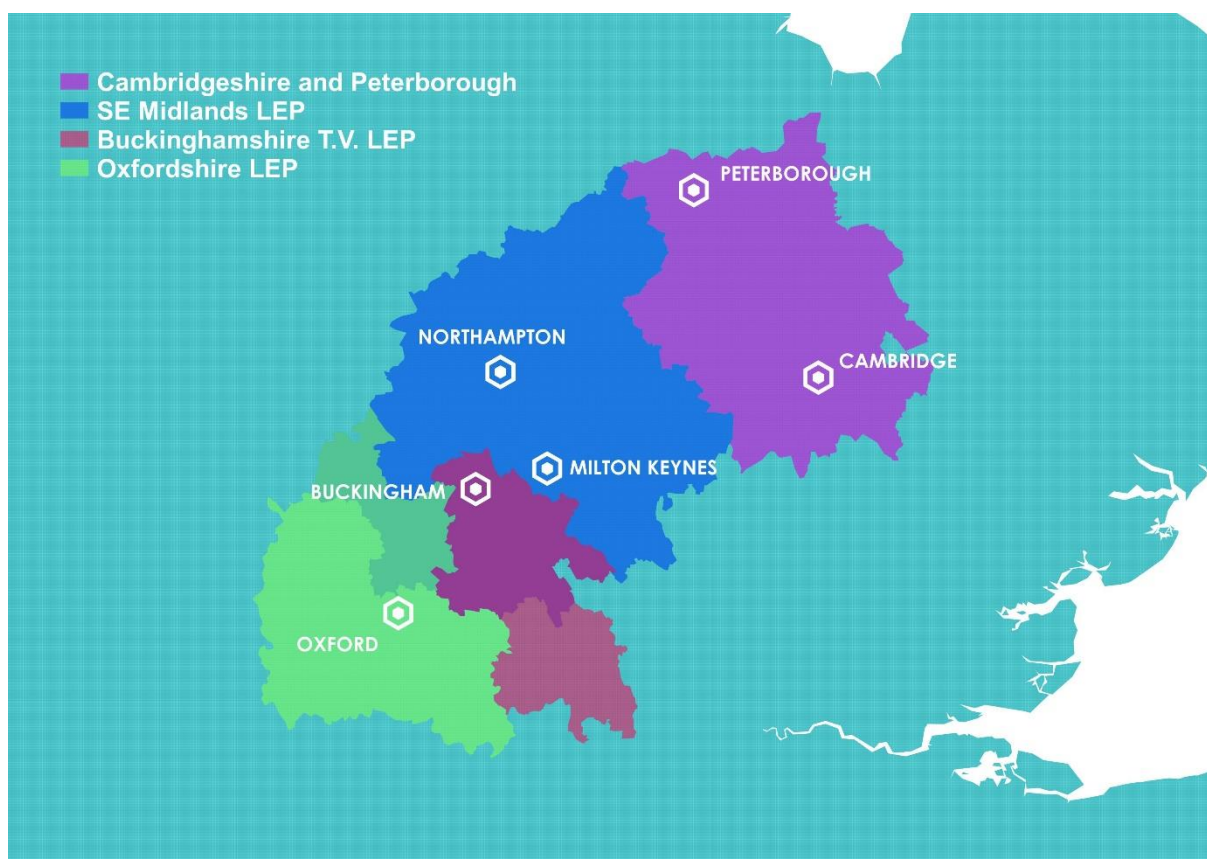 Cambridgeshire and Peterborough
SE Midlands LEP
Buckinghamshire T.V. LEP
Oxfordshire LEP
PETERBOROUGH
NORTHAMPTON
CAMBRIDGE
MILTON KEYNES
BUCKINGHAM
OXFORD